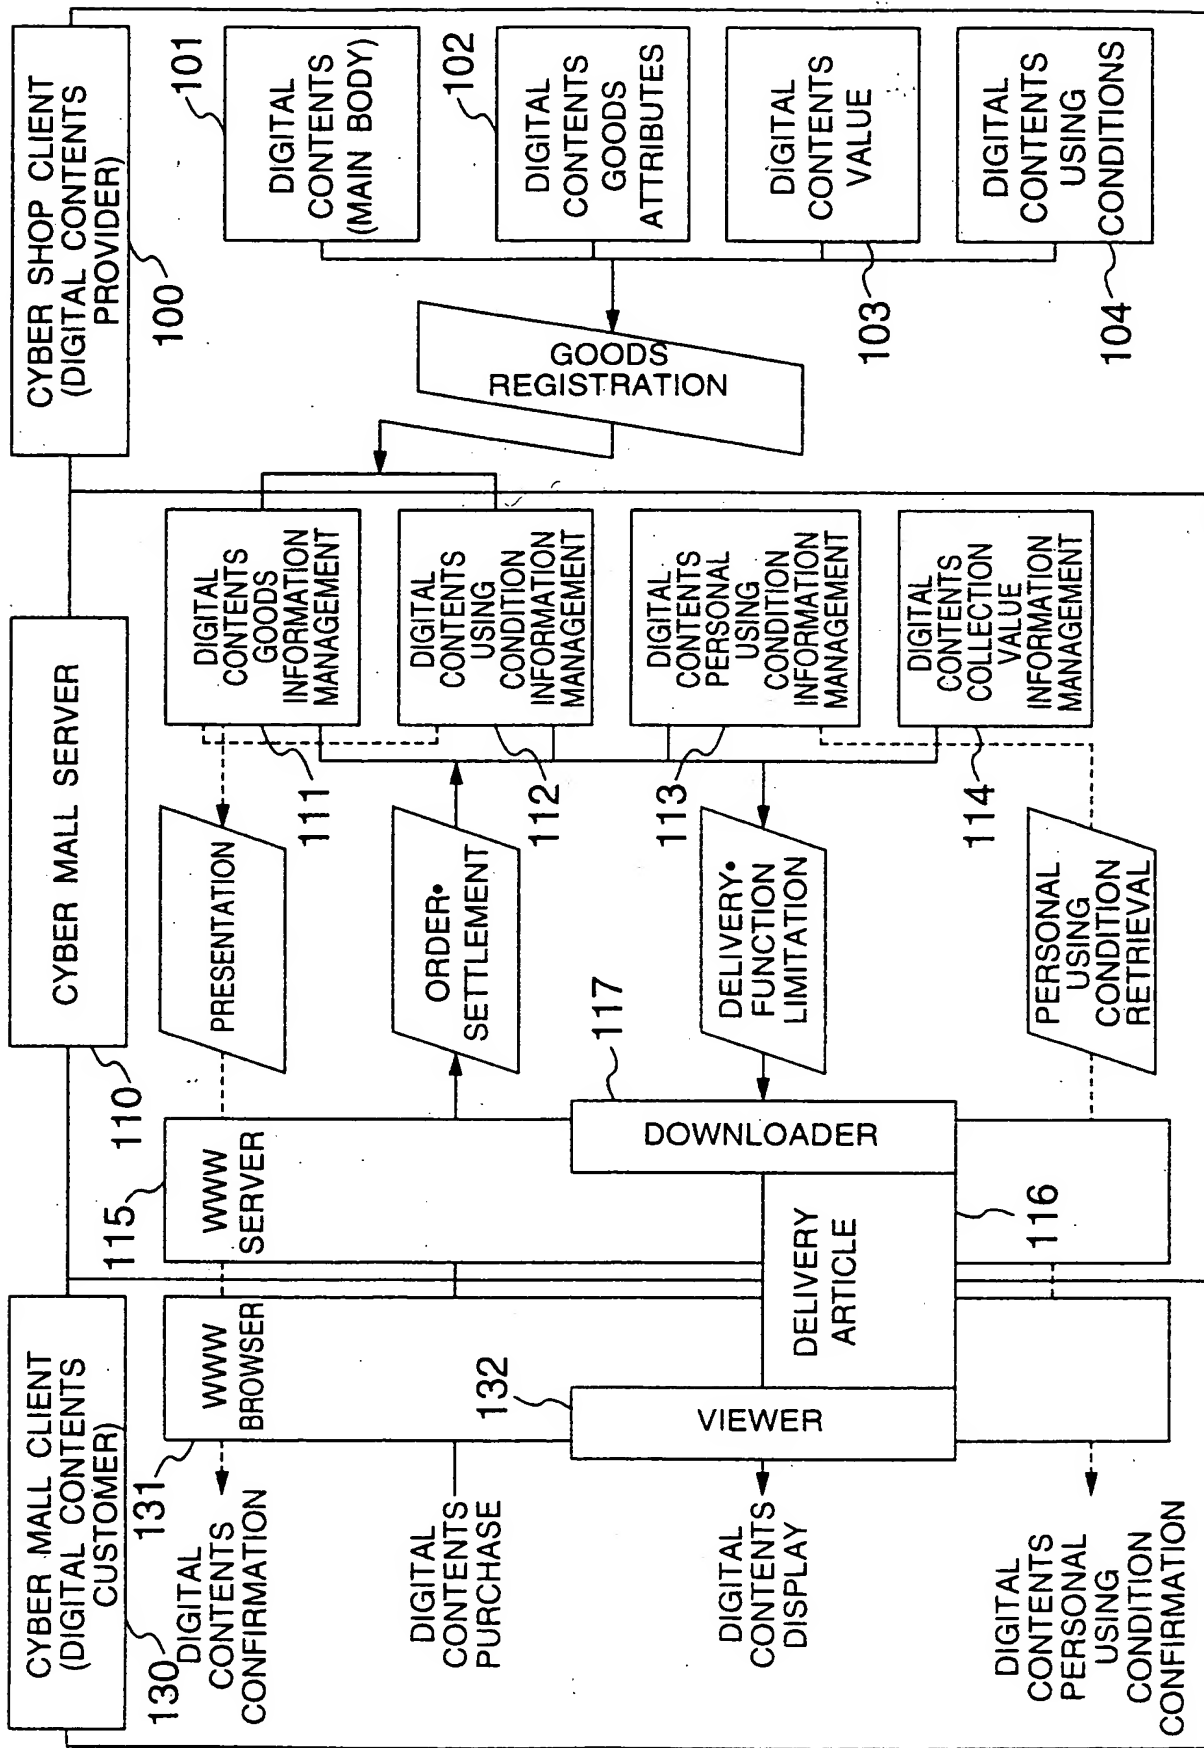 CYBER MALL CLIENT
(DIGITAL CONTENTS
CUSTOMER)
130
131
WWW
BROWSER
132
VIEWER
DIGITAL
CONTENTS
CONFIRMATION
DIGITAL
CONTENTS
PURCHASE
DIGITAL
CONTENTS
DISPLAY
DIGITAL
CONTENTS
PERSONAL
USING
CONDITION
CONFIRMATION
CYBER MALL SERVER
110
115
WWW
SERVER
DELIVERY
ARTICLE
116
117
DOWNLOADER
PRESENTATION
ORDER•
SETTLEMENT
DELIVERY•
FUNCTION
LIMITATION
PERSONAL
USING
CONDITION
RETRIEVAL
111
DIGITAL
CONTENTS
GOODS
INFORMATION
MANAGEMENT
112
DIGITAL
CONTENTS
USING
CONDITION
INFORMATION
MANAGEMENT
113
DIGITAL
CONTENTS
PERSONAL
USING
CONDITION
INFORMATION
MANAGEMENT
114
DIGITAL
CONTENTS
COLLECTION
VALUE
INFORMATION
MANAGEMENT
CYBER SHOP CLIENT
(DIGITAL CONTENTS
PROVIDER)
100
GOODS
REGISTRATION
101
DIGITAL
CONTENTS
(MAIN BODY)
102
DIGITAL
CONTENTS
GOODS
ATTRIBUTES
103
DIGITAL
CONTENTS
VALUE
104
DIGITAL
CONTENTS
USING
CONDITIONS